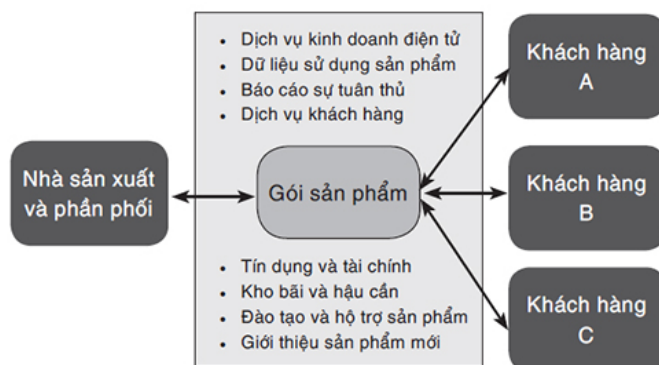 • Dịch vụ kinh doanh điện tử
• Dữ liệu sử dụng sản phẩm
• Báo cáo sự tuân thủ
• Dịch vụ khách hàng
Nhà sản xuất
và phần phối
Gói sản phẩm
• Tín dụng và tài chính
• Kho bãi và hậu cần
• Đào tạo và hộ trợ sản phẩm
• Giới thiệu sản phẩm mới
Khách hàng
A
Khách hàng
B
Khách hàng
C